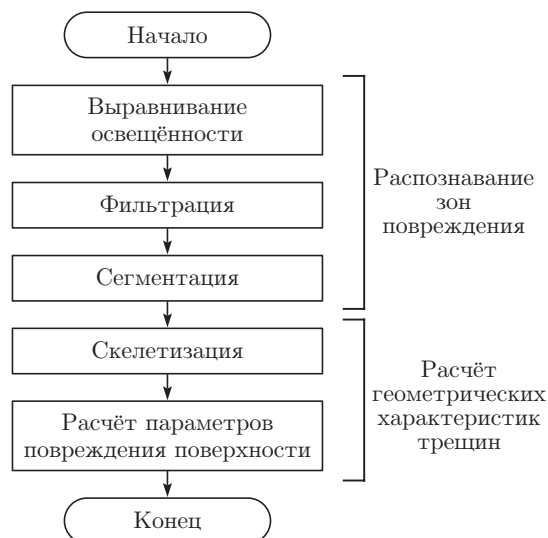 Начало
Выравнивание
освещённости
Фильтрация
Сегментация
Распознавание
зон
повреждения
Скелетизация
Расчёт параметров
повреждения поверхности
Расчёт
геометрических
характеристик
трещин
Конец